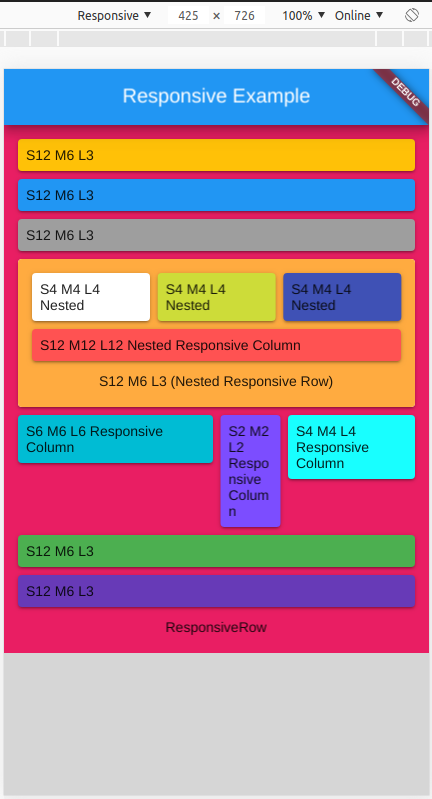 Responsive ▼ 425 × 726 100% ▼ Online ▼
Responsive Example
DEBUG
S12 M6 L3
S12 M6 L3
S12 M6 L3
S4 M4 L4
Nested
S4 M4 L4
Nested
S4 M4 L4
Nested
S12 M12 L12 Nested Responsive Column
S12 M6 L3 (Nested Responsive Row)
S6 M6 L6 Responsive
Column
S2 M2
L2
Respo
nsive
Colum
n
S4 M4 L4
Responsive
Column
S12 M6 L3
S12 M6 L3
ResponsiveRow